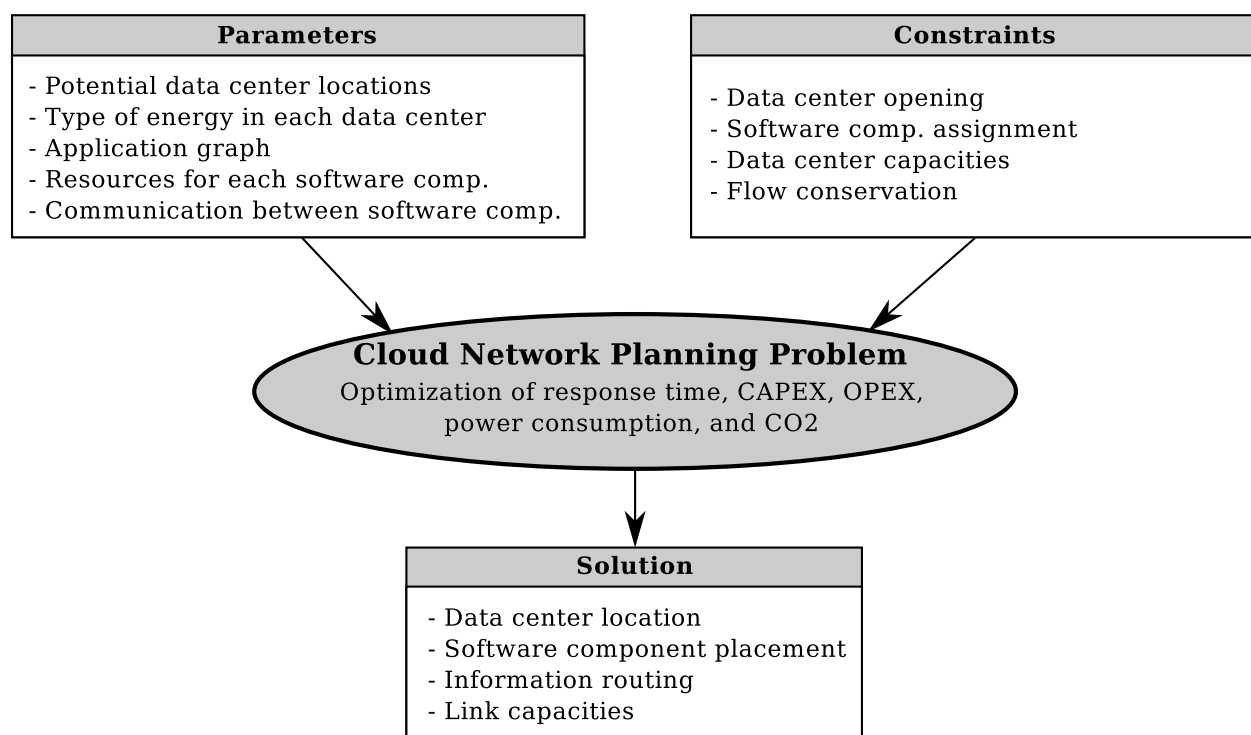 Parameters
- Potential data center locations
- Type of energy in each data center
- Application graph
- Resources for each software comp.
- Communication between software comp.
Constraints
- Data center opening
- Software comp. assignment
- Data center capacities
- Flow conservation
Cloud Network Planning Problem
Optimization of response time, CAPEX, OPEX,
power consumption, and CO2
Solution
- Data center location
- Software component placement
- Information routing
- Link capacities